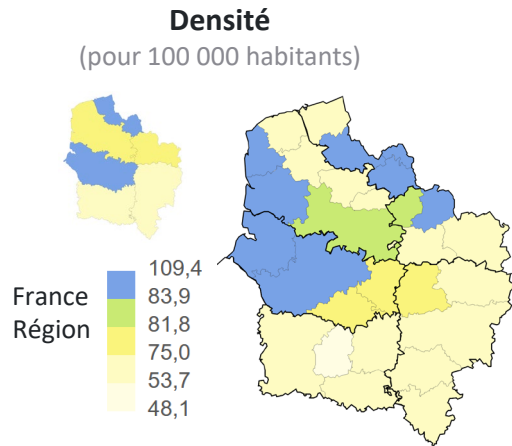 Densité
(pour 100 000 habitants)
109,4
France
83,9
81,8
Région
75,0
53,7
48,1